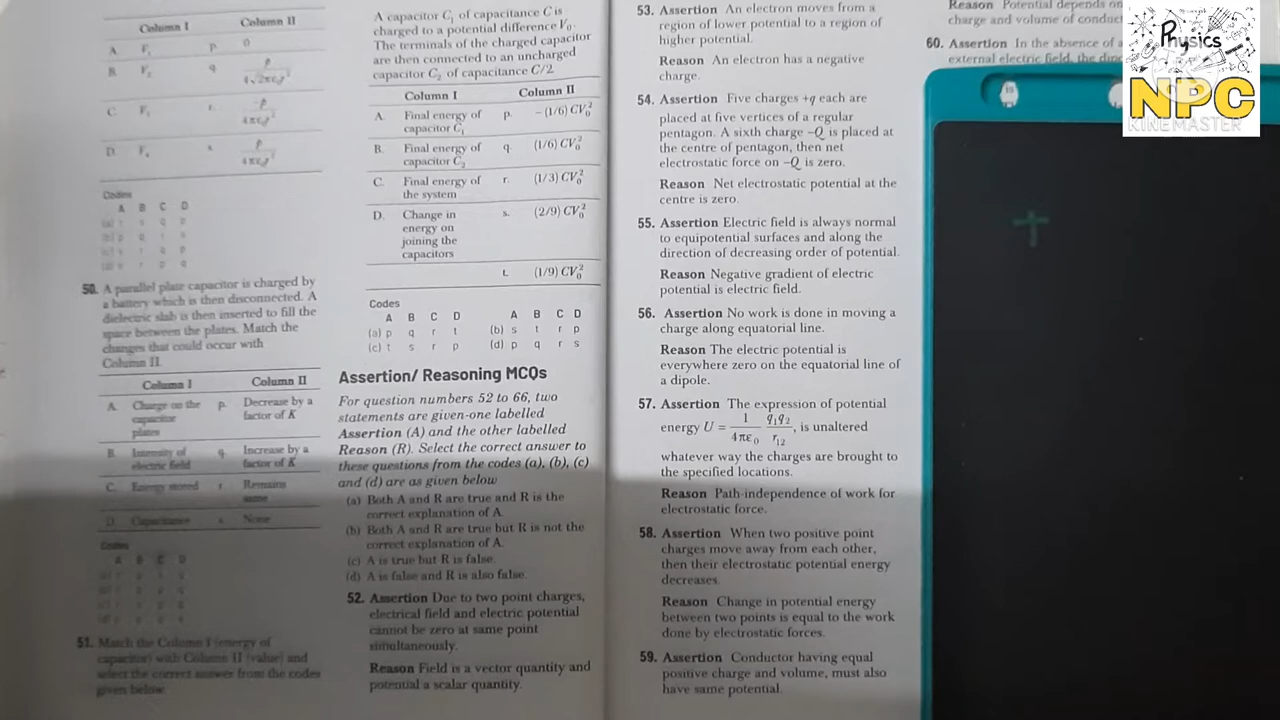 Column I Column II
A. F1 p. 0
B. F2 q. p
C. F3 r. -p
D. F4 s. p
Codes
A B C D
50. A parallel plate capacitor is charged by
a battery which is then disconnected. A
dielectric slab is then inserted to fill the
space between the plates. Match the
changes that could occur with
Column II.
Column I Column II
A. Charge on the capacitor plates p. Decrease by a factor of K
B. Intensity of electric field q. Increase by a factor of K
C. Energy stored r. Remains same
D. Capacitance s. None
Codes
A B C D
51. Match the Column I (energy of
capacitor) with Column II (value) and
select the correct answer from the codes
given below.
A capacitor C1 of capacitance C is
charged to a potential difference V0.
The terminals of the charged capacitor
are then connected to an uncharged
capacitor C2 of capacitance C/2.
Column I Column II
A. Final energy of capacitor C1 p. -(1/6) CV0²
B. Final energy of capacitor C2 q. (1/6) CV0²
C. Final energy of the system r. (1/3) CV0²
D. Change in energy on joining the capacitors s. (2/9) CV0²
t. (1/9) CV0²
Codes
A B C D A B C D
(a) p q r t (b) s t r p
(c) t s r p (d) p q r s
Assertion/ Reasoning MCQs
For question numbers 52 to 66, two
statements are given-one labelled
Assertion (A) and the other labelled
Reason (R). Select the correct answer to
these questions from the codes (a), (b), (c)
and (d) are as given below
(a) Both A and R are true and R is the
correct explanation of A.
(b) Both A and R are true but R is not the
correct explanation of A.
(c) A is true but R is false.
(d) A is false and R is also false.
52. Assertion Due to two point charges,
electrical field and electric potential
cannot be zero at same point
simultaneously.
Reason Field is a vector quantity and
potential a scalar quantity.
53. Assertion An electron moves from a
region of lower potential to a region of
higher potential.
Reason An electron has a negative
charge.
54. Assertion Five charges +q each are
placed at five vertices of a regular
pentagon. A sixth charge -Q is placed at
the centre of pentagon, then net
electrostatic force on -Q is zero.
Reason Net electrostatic potential at the
centre is zero.
55. Assertion Electric field is always normal
to equipotential surfaces and along the
direction of decreasing order of potential.
Reason Negative gradient of electric
potential is electric field.
56. Assertion No work is done in moving a
charge along equatorial line.
Reason The electric potential is
everywhere zero on the equatorial line of
a dipole.
57. Assertion The expression of potential
energy U = 1/4πε0 q1q2/r12, is unaltered
whatever way the charges are brought to
the specified locations.
Reason Path-independence of work for
electrostatic force.
58. Assertion When two positive point
charges move away from each other,
then their electrostatic potential energy
decreases.
Reason Change in potential energy
between two points is equal to the work
done by electrostatic forces.
59. Assertion Conductor having equal
positive charge and volume, must also
have same potential.
Reason Potential depends on
charge and volume of
60. Assertion In the absence of
external electric field, the
Physics
NPC
KINEMASTER